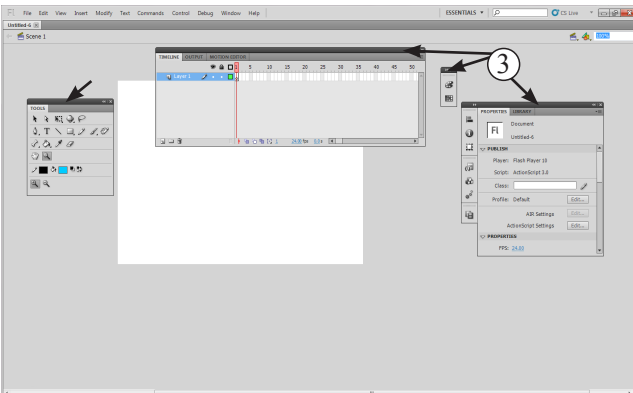 Fl File Edit View Insert Modify Text Commands Control Debug Window Help ESSENTIALS CS Live
Untitled-6
Scene 1 100%
3
TIMELINE OUTPUT MOTION EDITOR
1 5 10 15 20 25 30 35 40 45 50
Layer 1
1 24.00 fps 0.0 s
TOOLS
PROPERTIES LIBRARY
Fl Document
Untitled-6
PUBLISH
Player: Flash Player 10
Script: ActionScript 3.0
Class:
Profile: Default Edit...
AIR Settings Edit...
ActionScript Settings Edit...
PROPERTIES
FPS: 24.00